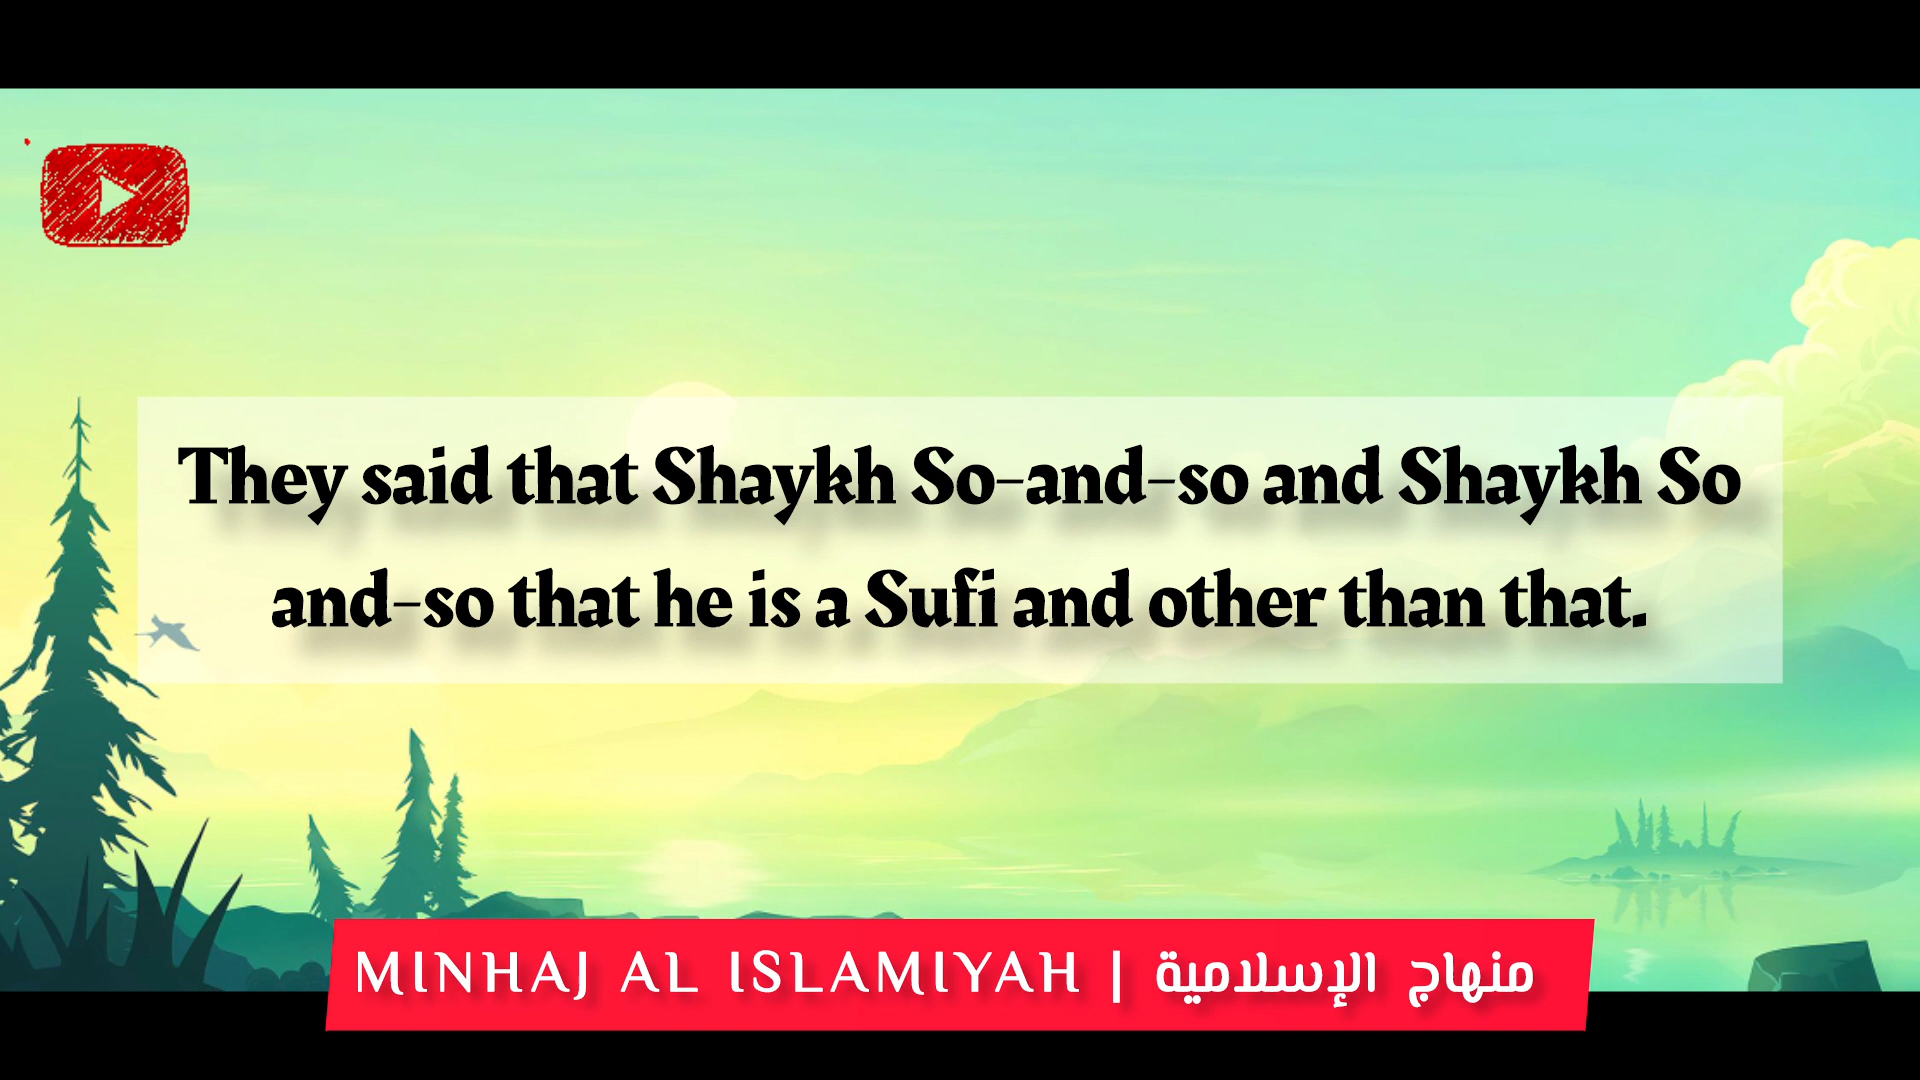 They said that Shaykh So-and-so and Shaykh So
and-so that he is a Sufi and other than that.
MINHAJ AL ISLAMIYAH | منهاج الإسلامية